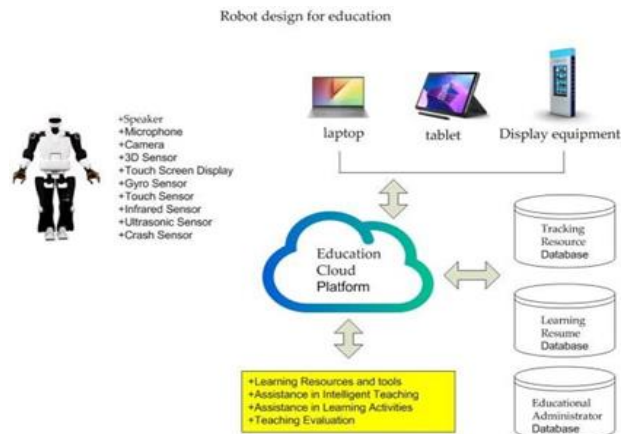 Robot design for education
laptop
tablet
Display equipment
+Speaker
+Microphone
+Camera
+3D Sensor
+Touch Screen Display
+Gyro Sensor
+Touch Sensor
+Infrared Sensor
+Ultrasonic Sensor
+Crash Sensor
Education
Cloud
Platform
Tracking
Resource
Database
Learning
Resume
Database
Educational
Administrator
Database
+Learning Resources and tools
+Assistance in Intelligent Teaching
+Assistance in Learning Activities
+Teaching Evaluation